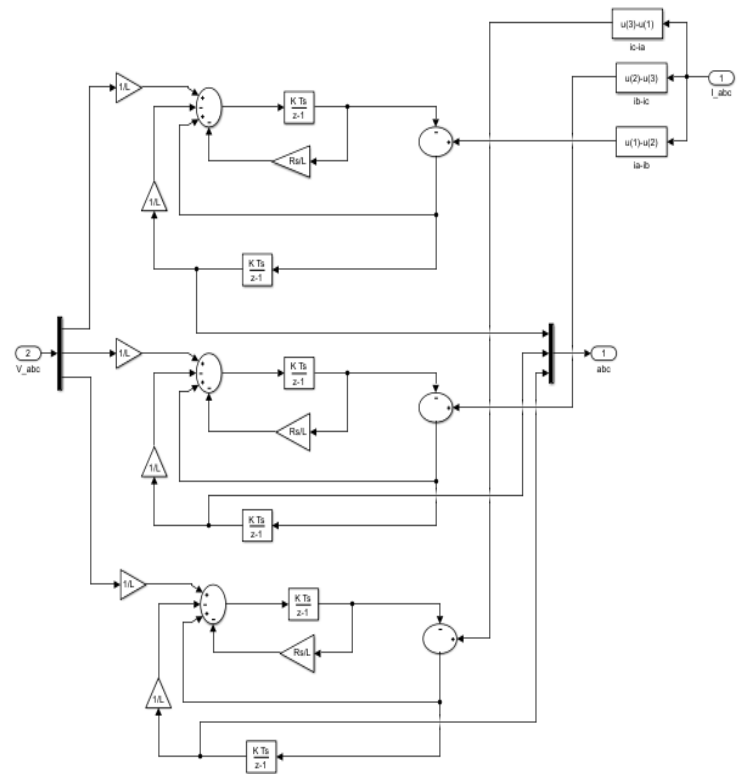 u(3)-u(1)
ic-ia
1
I_abc
u(2)-u(3)
ib-ic
u(1)-u(2)
ia-ib
1/L
+
-
+
-
K Ts
z-1
-
+
Rs/L
1/L
K Ts
z-1
2
V_abc
1/L
+
-
+
-
K Ts
z-1
-
+
Rs/L
1
abc
1/L
K Ts
z-1
1/L
+
-
+
-
K Ts
z-1
-
+
Rs/L
1/L
K Ts
z-1